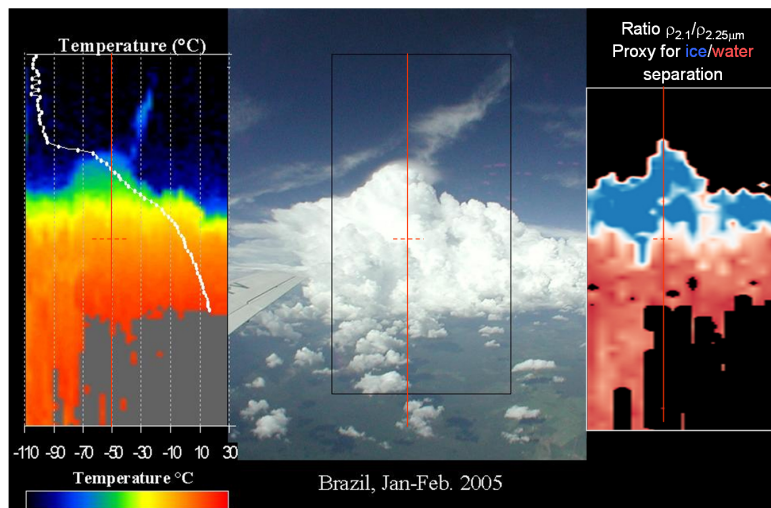 Temperature (°C)
-110 -90 -70 -50 -30 -10 10 30
Temperature °C
Brazil, Jan-Feb. 2005
Ratio ρ2.1/ρ2.25μm
Proxy for ice/water
separation